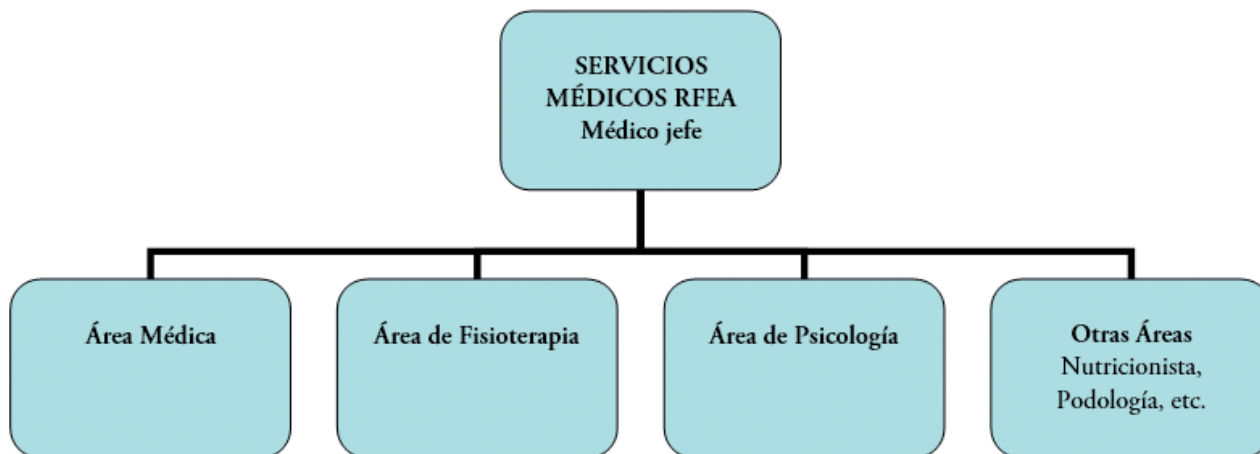 SERVICIOS
MÉDICOS RFEA
Médico jefe
Área Médica
Área de Fisioterapia
Área de Psicología
Otras Áreas
Nutricionista,
Podología, etc.